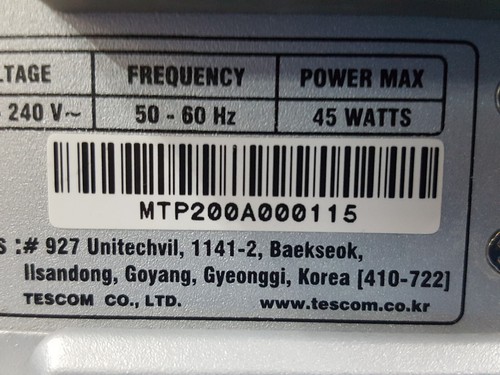 LTAGE FREQUENCY POWER MAX
240 V~ 50 - 60 Hz 45 WATTS
MTP200A000115
S :# 927 Unitechvil, 1141-2, Baekseok,
Ilsandong, Goyang, Gyeonggi, Korea [410-722]
TESCOM CO., LTD. www.tescom.co.kr